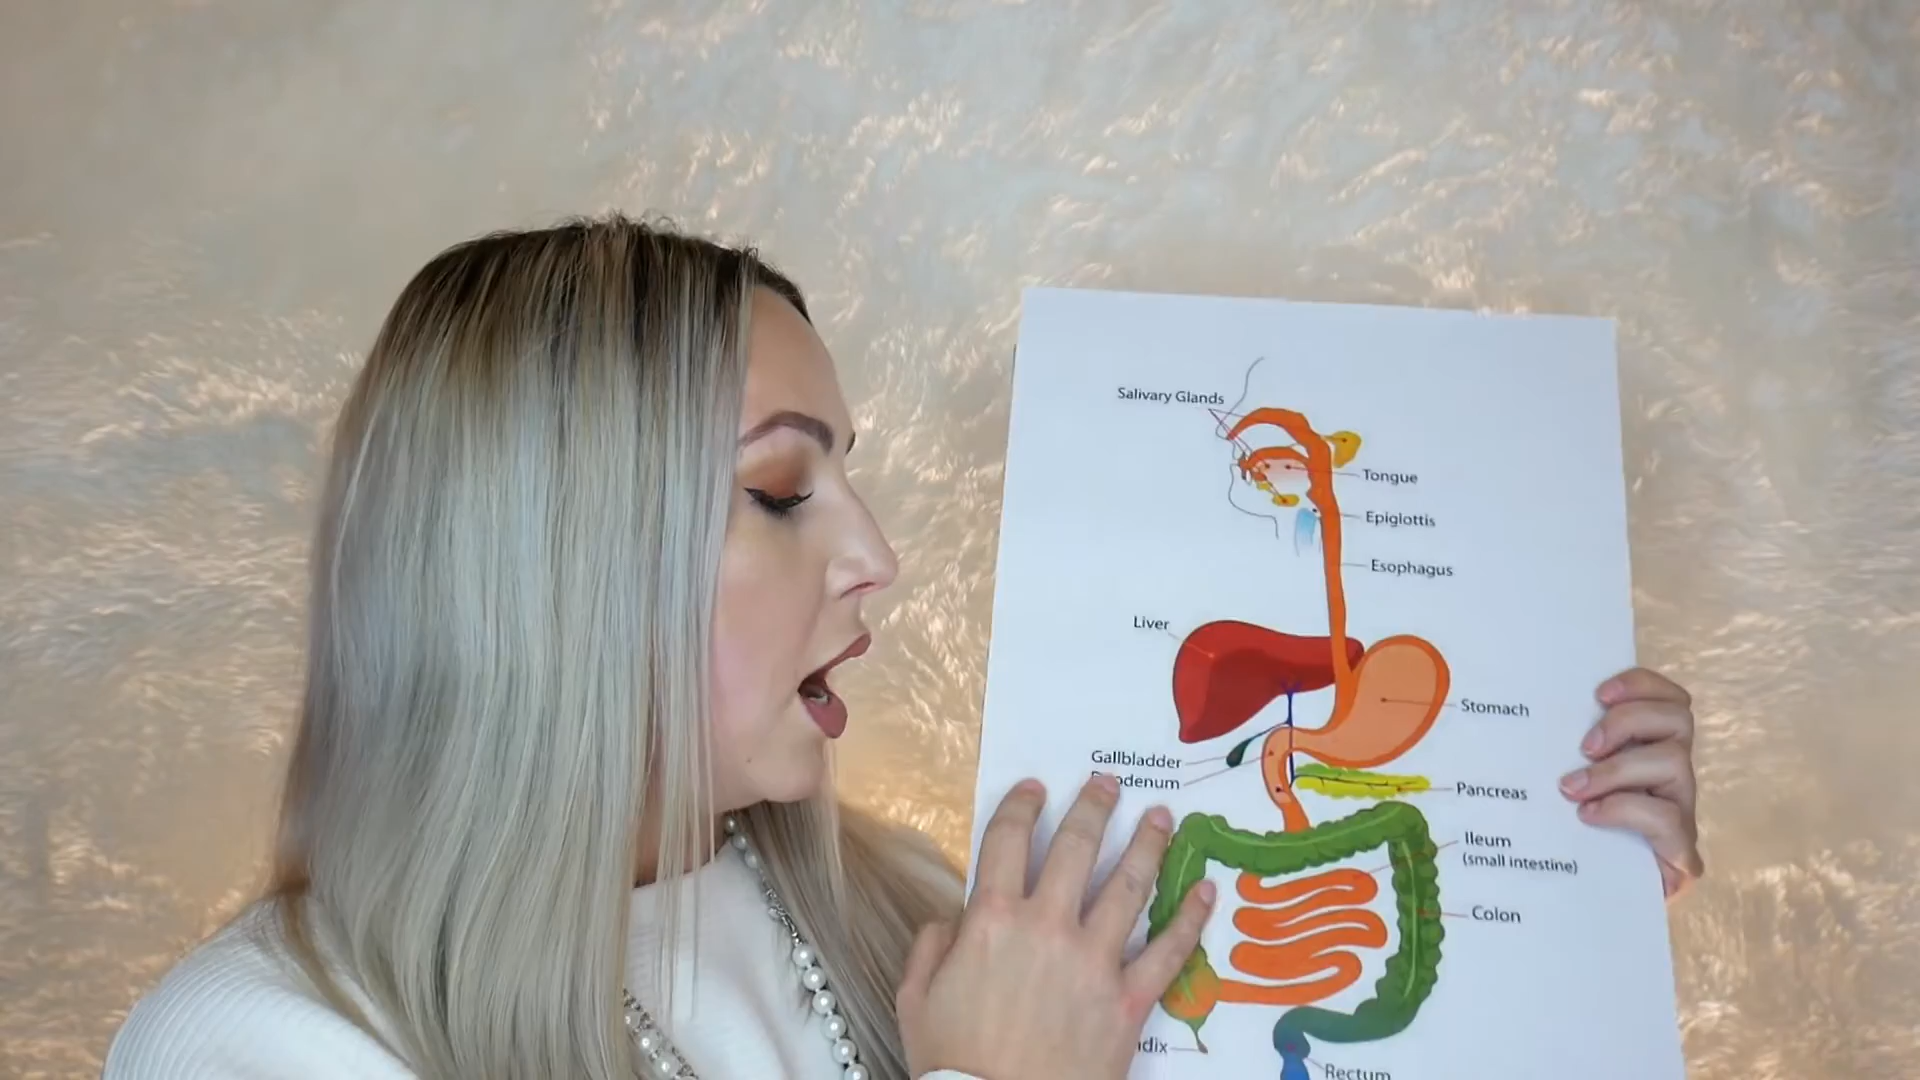 Salivary Glands
Tongue
Epiglottis
Esophagus
Liver
Stomach
Gallbladder
Pancreas
Ileum
(small intestine)
Colon
Rectum